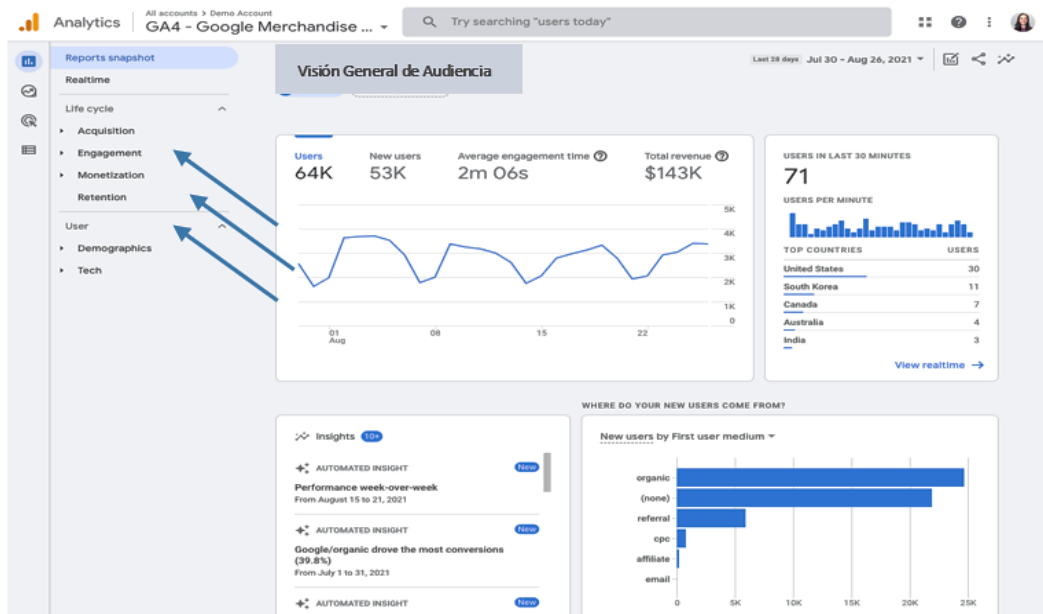 Analytics
All accounts > Demo Account
GA4 - Google Merchandise ...
Try searching "users today"
Reports snapshot
Realtime
Life cycle
Acquisition
Engagement
Monetization
Retention
User
Demographics
Tech
Visión General de Audiencia
Last 28 days Jul 30 - Aug 26, 2021
Users New users Average engagement time Total revenue
64K 53K 2m 06s $143K
5K
4K
3K
2K
1K
0
01 08 15 22
Aug
USERS IN LAST 30 MINUTES
71
USERS PER MINUTE
TOP COUNTRIES USERS
United States 30
South Korea 11
Canada 7
Australia 4
India 3
View realtime →
Insights 10+
AUTOMATED INSIGHT New
Performance week-over-week
From August 15 to 21, 2021
AUTOMATED INSIGHT New
Google/organic drove the most conversions
(39.8%)
From July 1 to 31, 2021
AUTOMATED INSIGHT New
WHERE DO YOUR NEW USERS COME FROM?
New users by First user medium
organic
(none)
referral
cpc
affiliate
email
0 5K 10K 15K 20K 25K